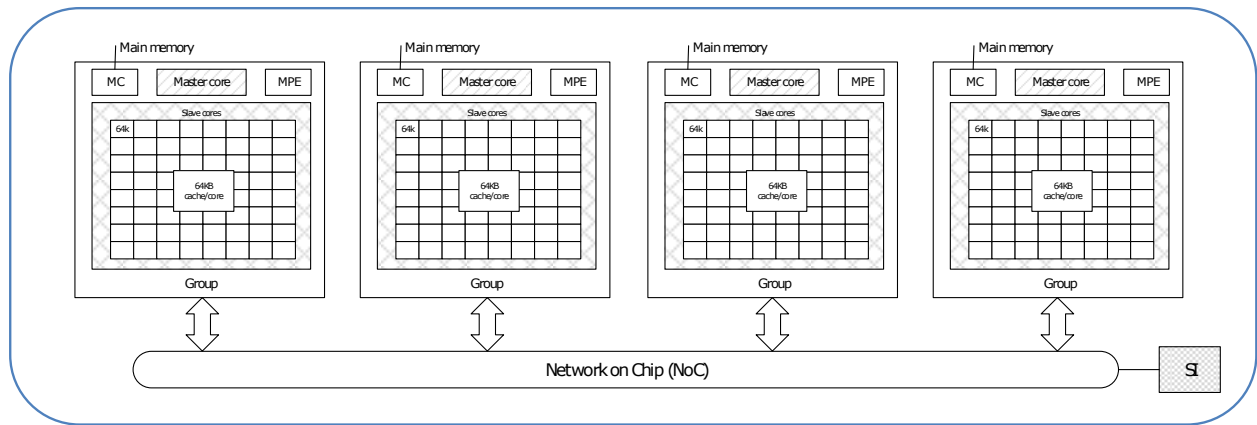 Main memory
Main memory
Main memory
Main memory
MC
Master core
MPE
MC
Master core
MPE
MC
Master core
MPE
MC
Master core
MPE
Slave cores
Slave cores
Slave cores
Slave cores
64k
64k
64k
64k
64KB
cache/core
64KB
cache/core
64KB
cache/core
64KB
cache/core
Group
Group
Group
Group
Network on Chip (NoC)
SI